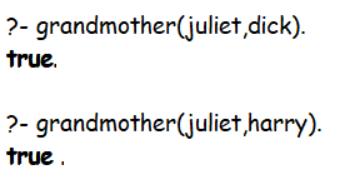 ?- grandmother(juliet,dick).
true.
?- grandmother(juliet,harry).
true .